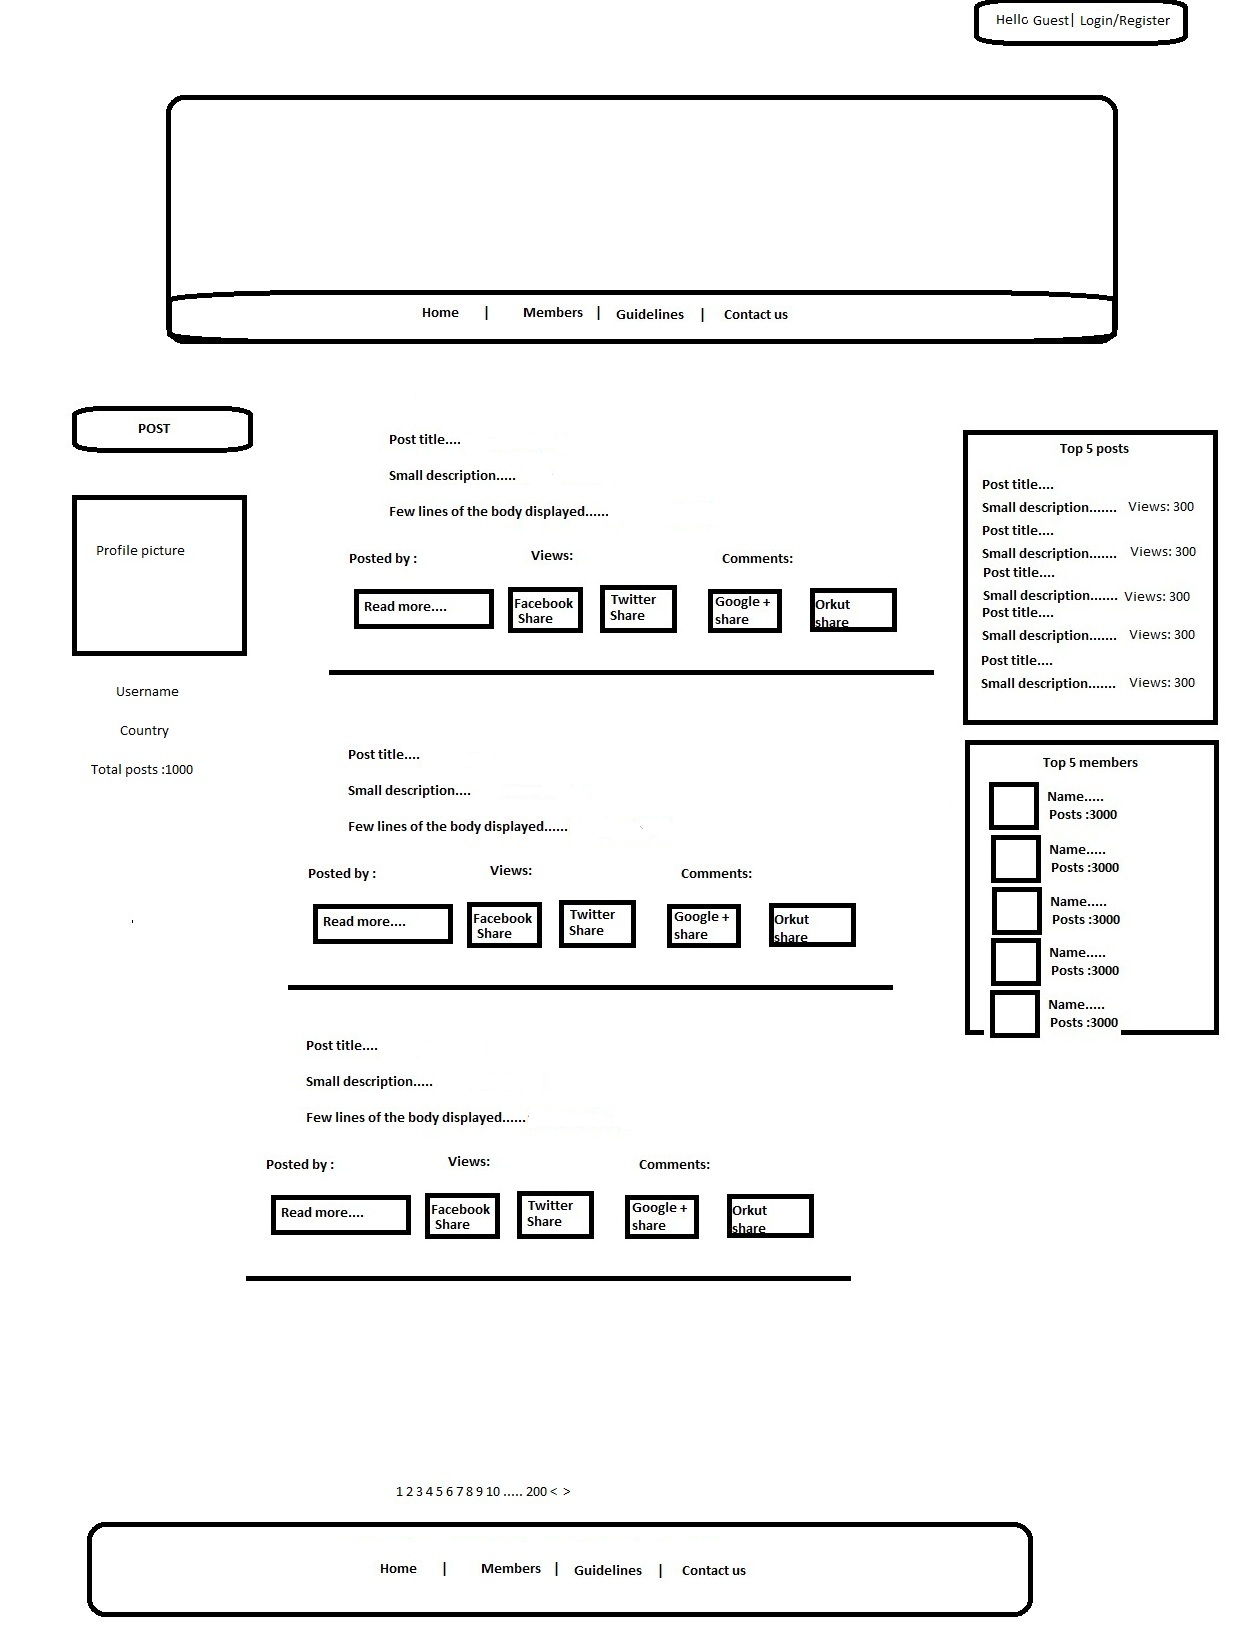 Hello Guest| Login/Register
Home | Members | Guidelines | Contact us
POST
Profile picture
Username
Country
Total posts :1000
Post title....
Small description.....
Few lines of the body displayed......
Posted by : Views: Comments:
Read more....
Facebook
Share
Twitter
Share
Google +
share
Orkut
share
Post title....
Small description....
Few lines of the body displayed......
Posted by : Views: Comments:
Read more....
Facebook
Share
Twitter
Share
Google +
share
Orkut
share
Post title....
Small description.....
Few lines of the body displayed......
Posted by : Views: Comments:
Read more....
Facebook
Share
Twitter
Share
Google +
share
Orkut
share
Top 5 posts
Post title....
Small description....... Views: 300
Post title....
Small description....... Views: 300
Post title....
Small description....... Views: 300
Post title....
Small description....... Views: 300
Post title....
Small description....... Views: 300
Top 5 members
Name.....
Posts :3000
Name.....
Posts :3000
Name.....
Posts :3000
Name.....
Posts :3000
Name.....
Posts :3000
1 2 3 4 5 6 7 8 9 10 ..... 200 < >
Home | Members | Guidelines | Contact us